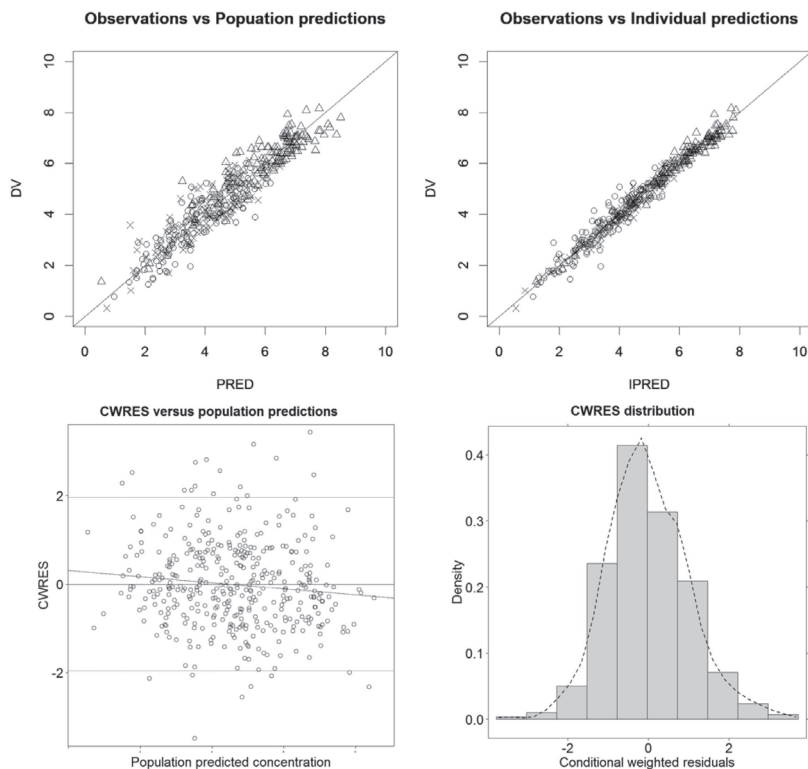 Observations vs Popuation predictions
DV
10
8
6
4
2
0
0 2 4 6 8 10
PRED
Observations vs Individual predictions
DV
10
8
6
4
2
0
0 2 4 6 8 10
IPRED
CWRES versus population predictions
CWRES
2
0
-2
Population predicted concentration
CWRES distribution
Density
0.4
0.3
0.2
0.1
0.0
-2 0 2
Conditional weighted residuals